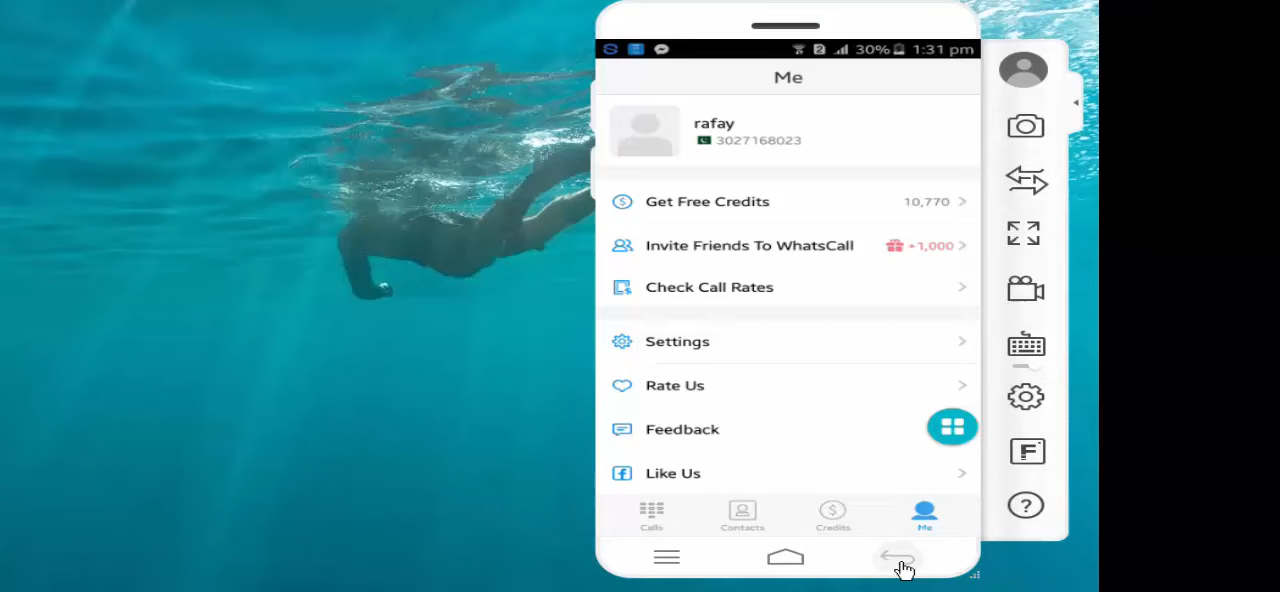 30% 1:31 pm
Me
rafay
3027168023
Get Free Credits 10,770
Invite Friends To WhatsCall +1,000
Check Call Rates
Settings
Rate Us
Feedback
Like Us
Calls Contacts Credits Me
F
?